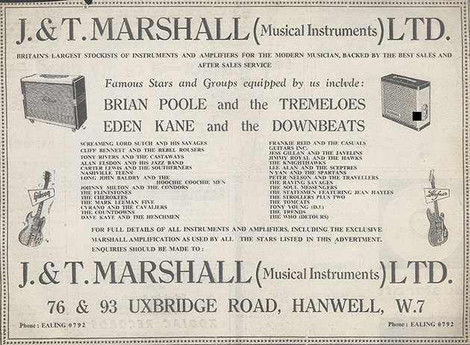 J. & T. MARSHALL (Musical Instruments) LTD.
BRITAIN'S LARGEST STOCKISTS OF INSTRUMENTS AND AMPLIFIERS FOR THE MODERN MUSICIAN, BACKED BY THE BEST SALES AND
AFTER SALES SERVICE
Famous Stars and Groups equipped by us include:
BRIAN POOLE and the TREMELOES
EDEN KANE and the DOWNBEATS
SCREAMING LORD SUTCH AND HIS SAVAGES
CLIFF BENNETT AND THE REBEL ROUSERS
TONY RIVERS AND THE CASTAWAYS
ALAN ELSDON AND HIS JAZZ BAND
CARTER LEWIS AND THE SOUTHERNERS
NASHVILLE TEENS
LONG JOHN BALDRY AND THE
HOOCHIE COOCHIE MEN
JOHNNY MILTON AND THE CONDORS
THE FLINTSTONES
THE CHEROKEES
THE MARK LEEMAN FIVE
CYRANO AND THE CAVALIERS
THE COUNTDOWNS
DAVE KAYE AND THE HENCHMEN
FRANKIE REID AND THE CASUALS
GUITARS INC.
JESS GILLAN AND THE JAVELINS
JIMMY ROYAL AND THE HAWKS
THE KNIGHTHAWKS
LEE ALAN AND THE SCEPTRES
RYAN AND THE SPARTANS
PETER NELSON AND THE TRAVELLERS
THE RAVING SAVAGES
THE SOUL MESSENGERS
THE STATESMEN FEATURING JEAN HAYLES
THE STROLLERS PLUS TWO
THE TOMCATS
TONY YOUNG (D.J.)
THE TRENDS
THE WHO (DETOURS)
Gibson
FOR FULL DETAILS OF ALL INSTRUMENTS AND AMPLIFIERS, INCLUDING THE EXCLUSIVE
MARSHALL AMPLIFICATION AS USED BY ALL THE STARS LISTED IN THIS ADVERTMENT.
ENQUIRIES SHOULD BE MADE TO:
J. & T. MARSHALL (Musical Instruments) LTD.
76 & 93 UXBRIDGE ROAD, HANWELL, W.7
Phone: EALING 0792
Phone: EALING 0792